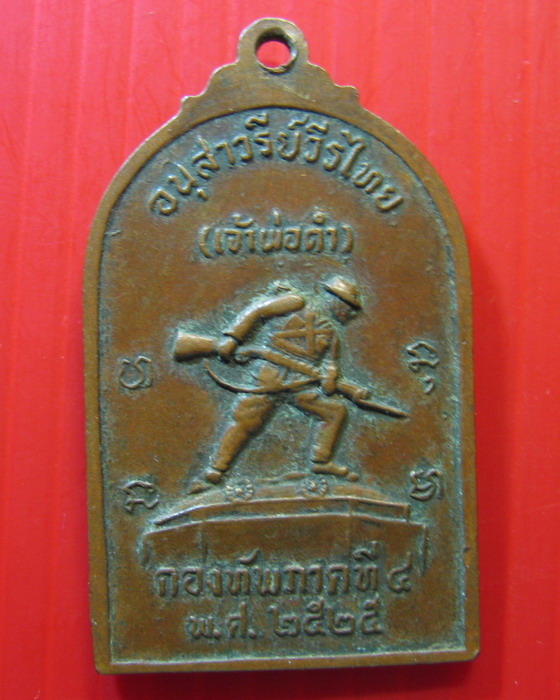 อนุสาวรีย์วีรไทย
(เจ้าพ่อดำ)
กองทัพภาคที่ ๔
พ.ศ. ๒๕๒๕